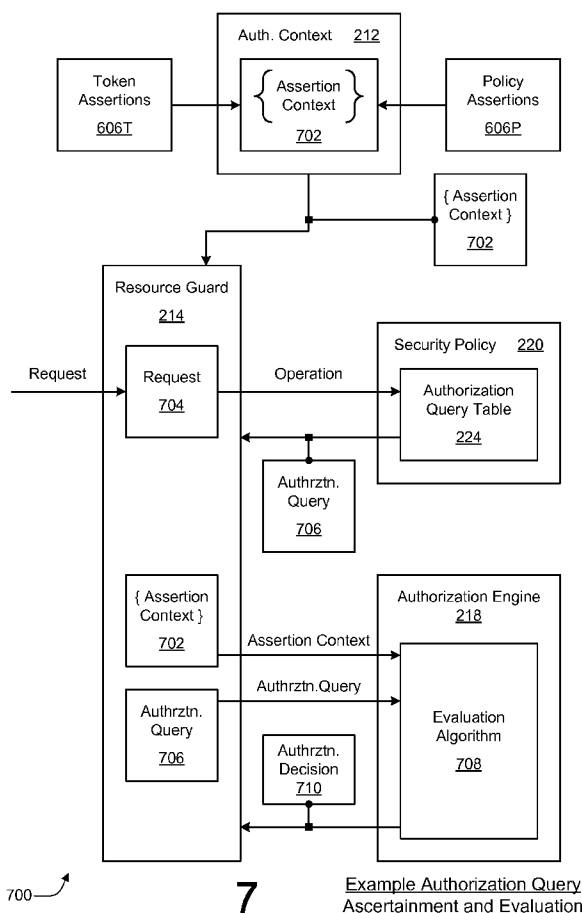 Auth. Context 212
Token
Assertions
606T
{ Assertion
Context }
702
Policy
Assertions
606P
{ Assertion
Context }
702
Resource Guard
214
Request
Request
704
Operation
Security Policy 220
Authorization
Query Table
224
Authrztn.
Query
706
{ Assertion
Context }
702
Assertion Context
Authorization Engine
218
Authrztn.
Query
706
Authrztn.Query
Evaluation
Algorithm
708
Authrztn.
Decision
710
700
7
Example Authorization Query
Ascertainment and Evaluation